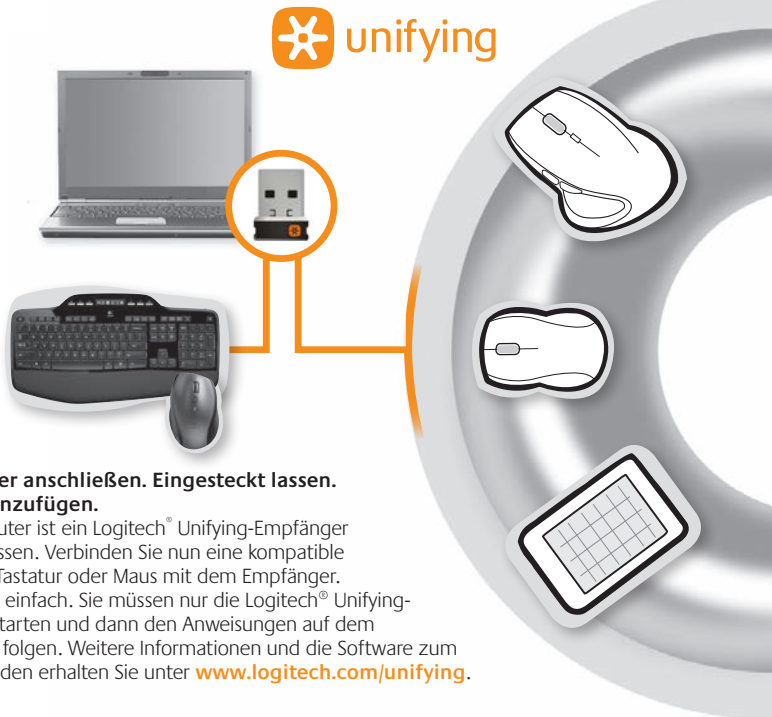 unifying
er anschließen. Eingesteckt lassen.
nzufügen.
uter ist ein Logitech® Unifying-Empfänger
ssen. Verbinden Sie nun eine kompatible
Tastatur oder Maus mit dem Empfänger.
einfach. Sie müssen nur die Logitech® Unifying-
tarten und dann den Anweisungen auf dem
folgen. Weitere Informationen und die Software zum
den erhalten Sie unter www.logitech.com/unifying.